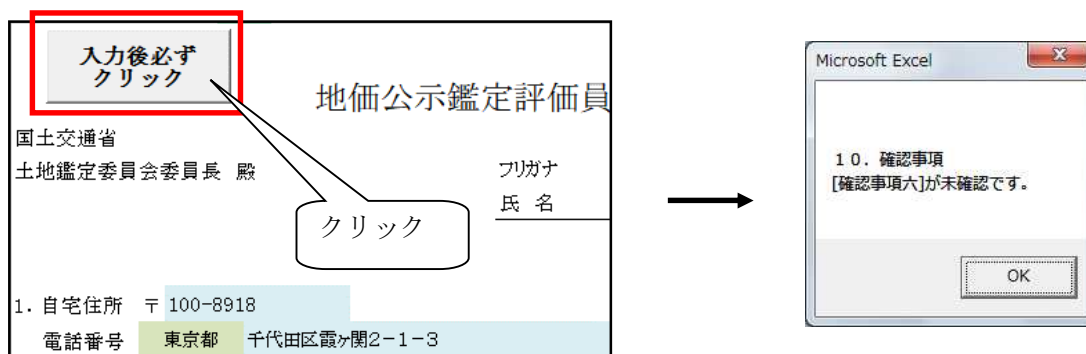 入力後必ず
クリック
地価公示鑑定評価員
国土交通省
土地鑑定委員会委員長 殿
フリガナ
氏 名
クリック
1. 自宅住所 〒 100-8918
電話番号 東京都 千代田区霞ヶ関2-1-3
Microsoft Excel
10. 確認事項
[確認事項六]が未確認です。
OK